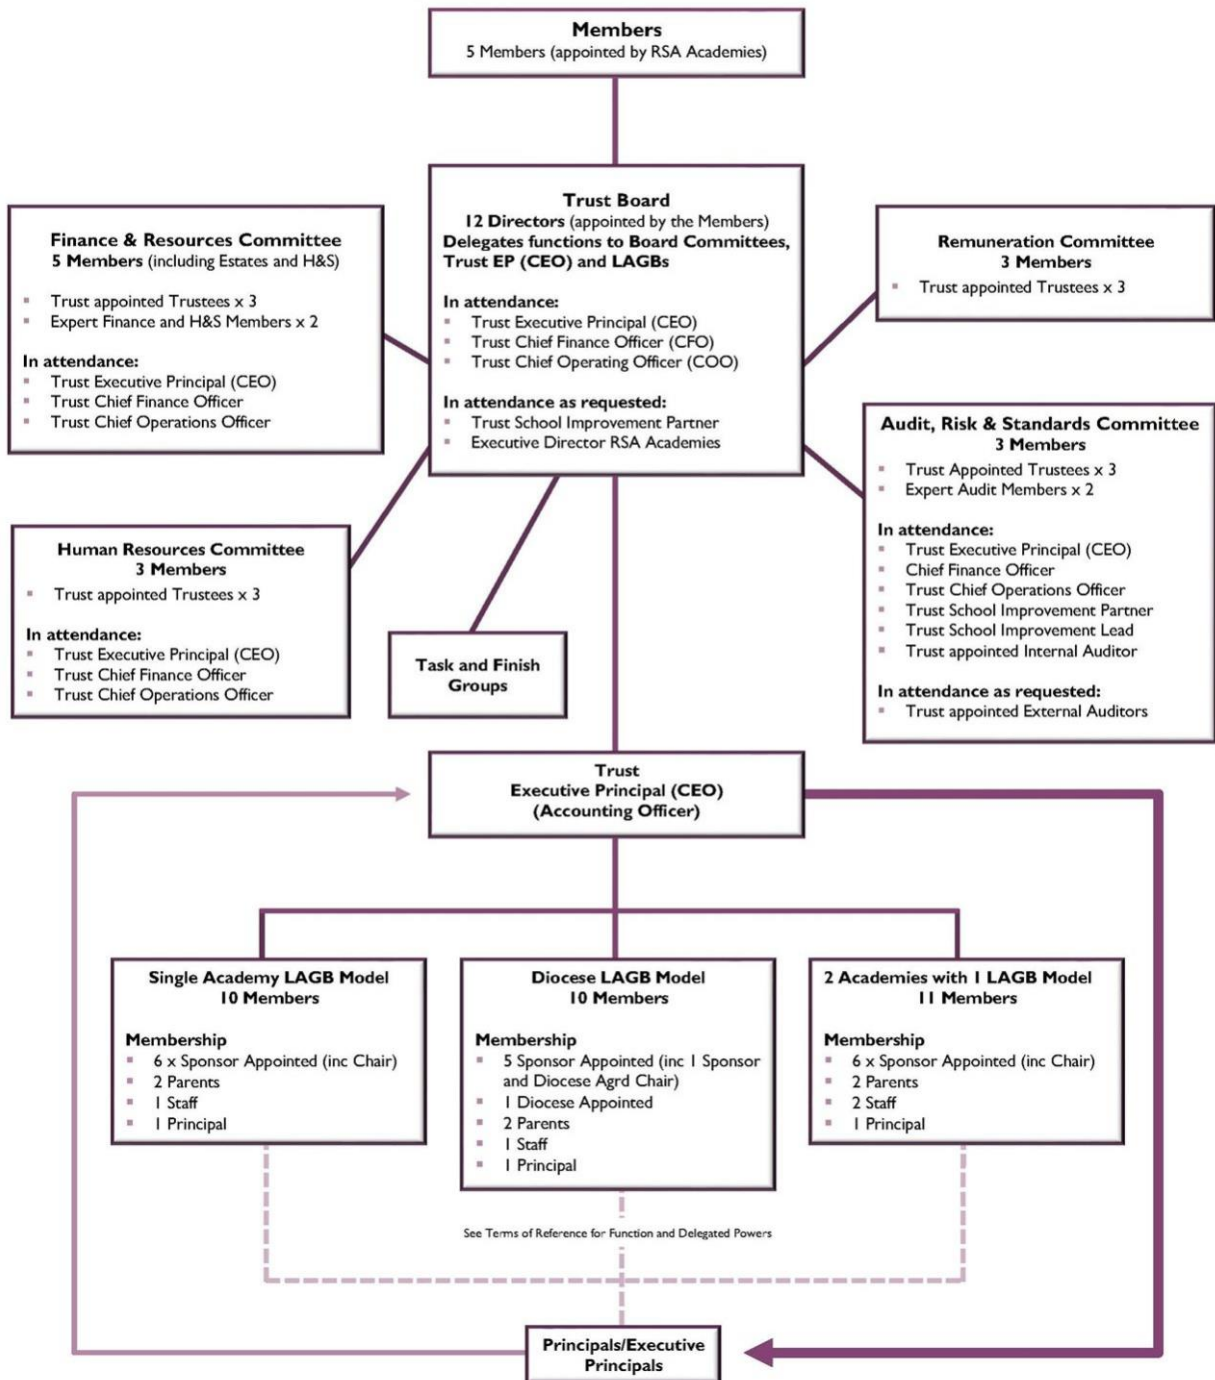 Members
5 Members (appointed by RSA Academies)
Trust Board
12 Directors (appointed by the Members)
Delegates functions to Board Committees,
Trust EP (CEO) and LAGBs
In attendance:
Trust Executive Principal (CEO)
Trust Chief Finance Officer (CFO)
Trust Chief Operating Officer (COO)
In attendance as requested:
Trust School Improvement Partner
Executive Director RSA Academies
Finance & Resources Committee
5 Members (including Estates and H&S)
Trust appointed Trustees x 3
Expert Finance and H&S Members x 2
In attendance:
Trust Executive Principal (CEO)
Trust Chief Finance Officer
Trust Chief Operations Officer
Remuneration Committee
3 Members
Trust appointed Trustees x 3
Human Resources Committee
3 Members
Trust appointed Trustees x 3
In attendance:
Trust Executive Principal (CEO)
Trust Chief Finance Officer
Trust Chief Operations Officer
Task and Finish
Groups
Audit, Risk & Standards Committee
3 Members
Trust Appointed Trustees x 3
Expert Audit Members x 2
In attendance:
Trust Executive Principal (CEO)
Chief Finance Officer
Trust Chief Operations Officer
Trust School Improvement Partner
Trust School Improvement Lead
Trust appointed Internal Auditor
In attendance as requested:
Trust appointed External Auditors
Trust
Executive Principal (CEO)
(Accounting Officer)
Single Academy LAGB Model
10 Members
Membership
6 x Sponsor Appointed (inc Chair)
2 Parents
1 Staff
1 Principal
Diocese LAGB Model
10 Members
Membership
5 Sponsor Appointed (inc 1 Sponsor
and Diocese Agrd Chair)
1 Diocese Appointed
2 Parents
1 Staff
1 Principal
2 Academies with 1 LAGB Model
11 Members
Membership
6 x Sponsor Appointed (inc Chair)
2 Parents
2 Staff
1 Principal
See Terms of Reference for Function and Delegated Powers
Principals/Executive
Principals